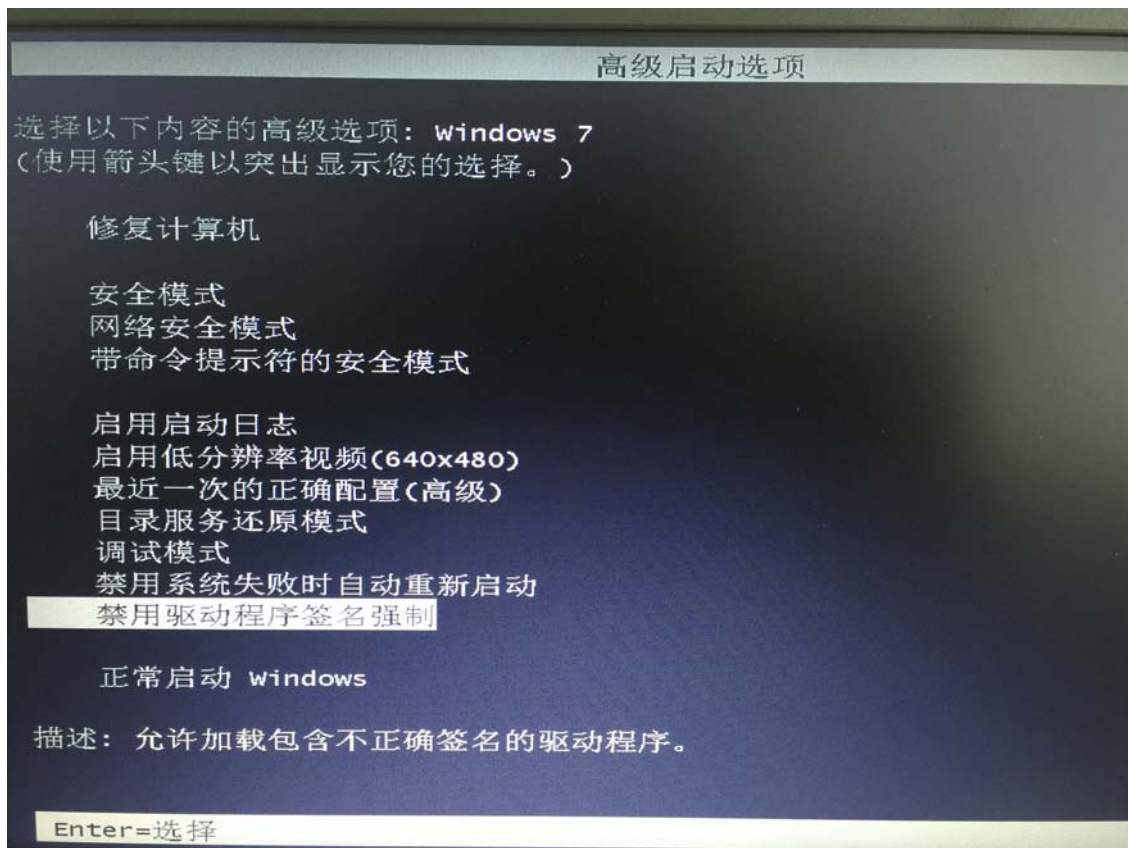 高级启动选项
选择以下内容的高级选项: Windows 7
(使用箭头键以突出显示您的选择。)
修复计算机
安全模式
网络安全模式
带命令提示符的安全模式
启用启动日志
启用低分辨率视频(640x480)
最近一次的正确配置(高级)
目录服务还原模式
调试模式
禁用系统失败时自动重新启动
禁用驱动程序签名强制
正常启动 Windows
描述: 允许加载包含不正确签名的驱动程序。
Enter=选择